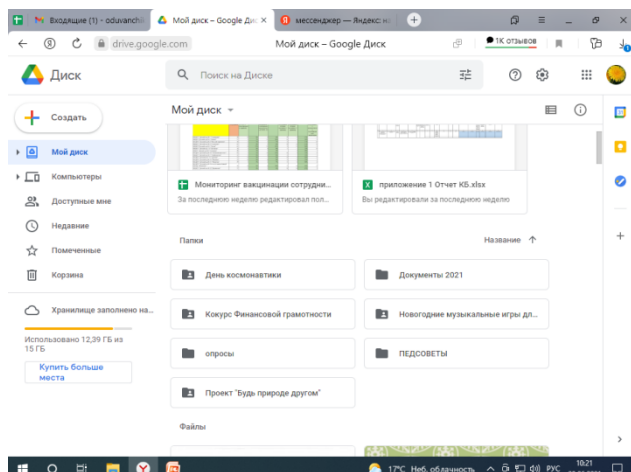 Входящие (1) - oduvanchi
Мой диск – Google Дис
мессенджер — Яндекс: н
drive.google.com
Мой диск – Google Диск
1К отзывов
Диск
Поиск на Диске
Создать
Мой диск
Мой диск
Компьютеры
Доступные мне
Недавние
Помеченные
Корзина
Хранилище заполнено на...
Использовано 12,39 ГБ из
15 ГБ
Купить больше
места
Мониторинг вакцинации сотрудни...
За последнюю неделю редактировал пол...
приложение 1 Отчет КБ.xlsx
Вы редактировали за последнюю неделю
Папки
Название
День космонавтики
Документы 2021
Кокурс Финансовой грамотности
Новогодние музыкальные игры дл...
опросы
ПЕДСОВЕТЫ
Проект "Будь природе другом"
Файлы
17°C Неб. облачность
РУС
10:21